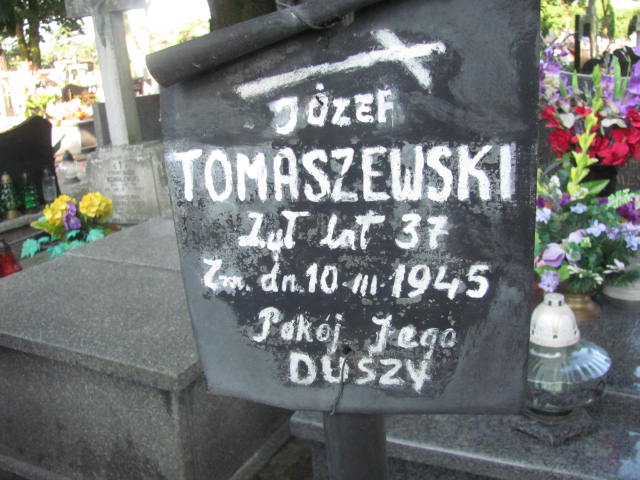 JÓZEF
TOMASZEWSKI
Żył lat 37
Zm. dn. 10-III-1945
Pokój Jego
DUSZY